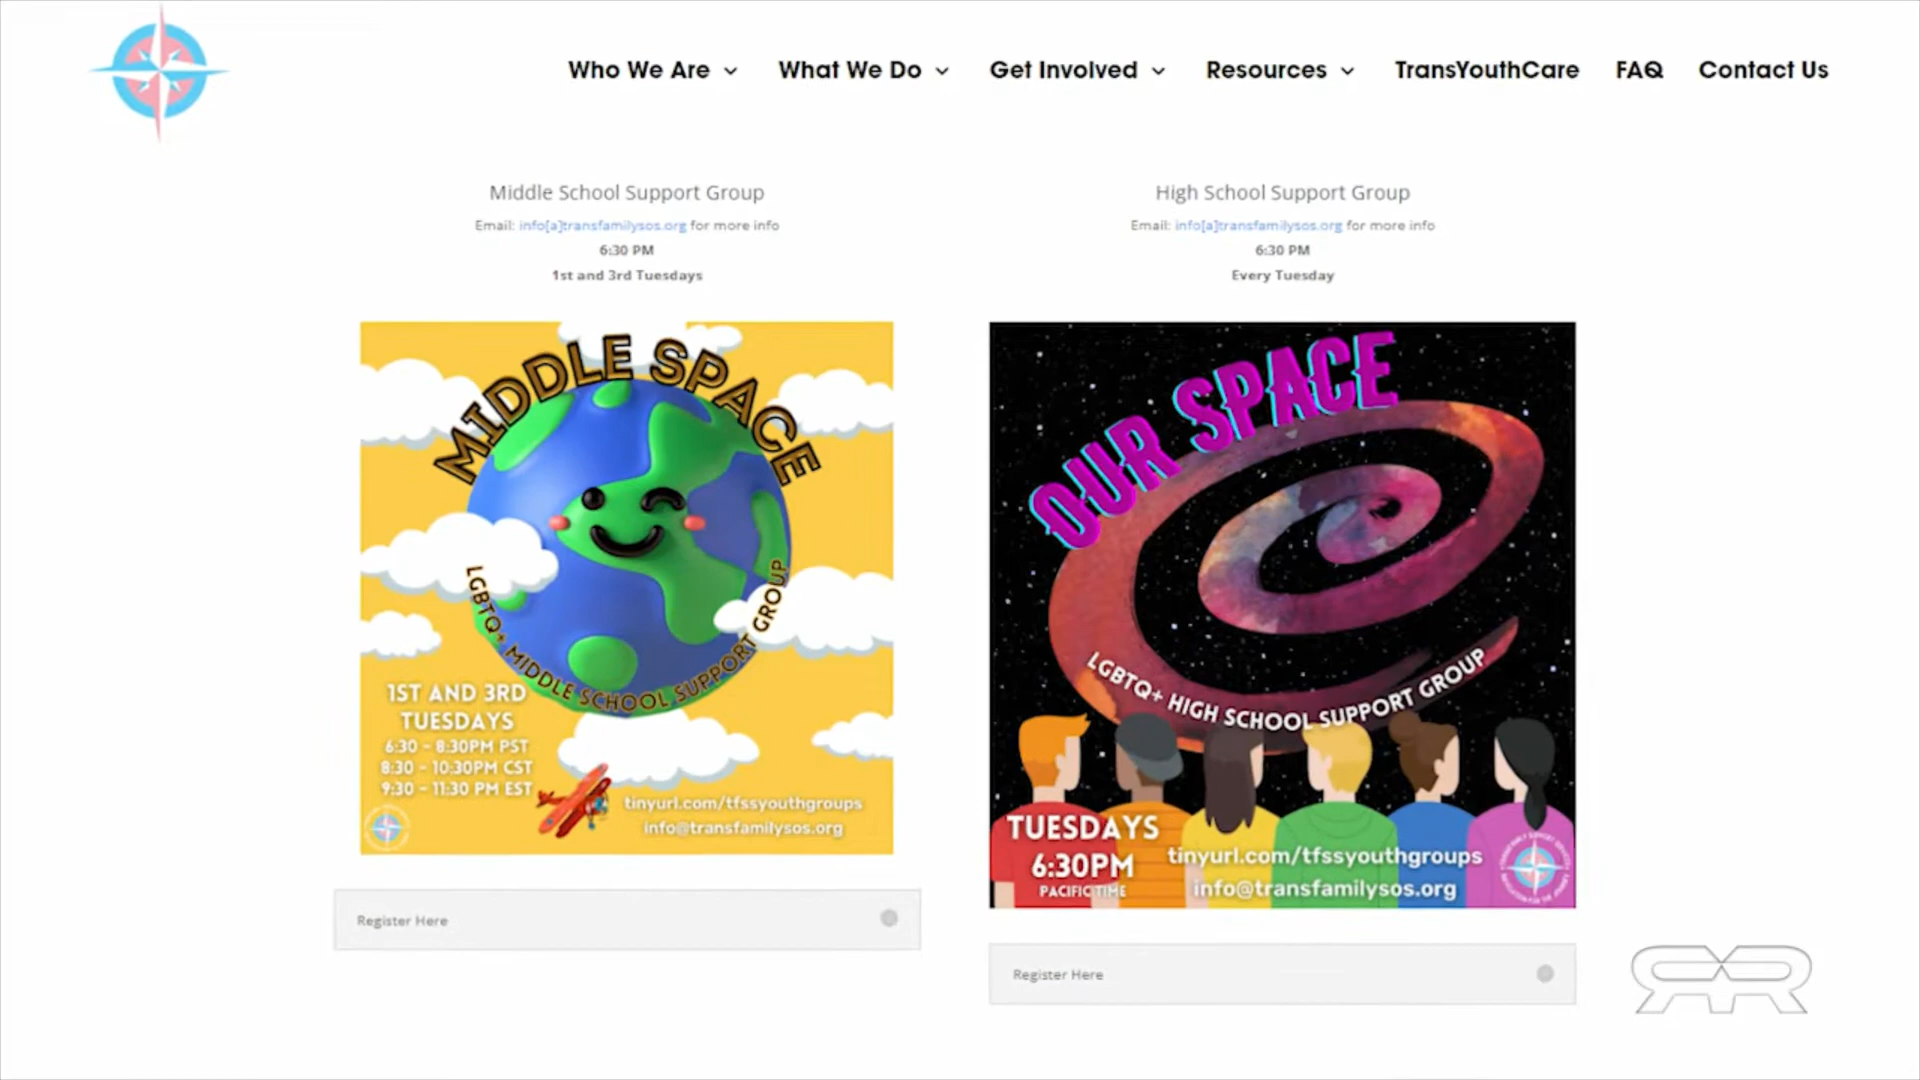 Who We Are What We Do Get Involved Resources TransYouthCare FAQ Contact Us
Middle School Support Group
Email: info[a]transfamilysos.org for more info
6:30 PM
1st and 3rd Tuesdays
MIDDLE SPACE
LGBTQ+ MIDDLE SCHOOL SUPPORT GROUP
1ST AND 3RD
TUESDAYS
6:30 - 8:30PM PST
8:30 - 10:30PM CST
9:30 - 11:30 PM EST
tinyurl.com/tfssyouthgroups
info@transfamilysos.org
Register Here
High School Support Group
Email: info[a]transfamilysos.org for more info
6:30 PM
Every Tuesday
OUR SPACE
LGBTQ+ HIGH SCHOOL SUPPORT GROUP
TUESDAYS
6:30PM
PACIFIC TIME
tinyurl.com/tfssyouthgroups
info@transfamilysos.org
Register Here